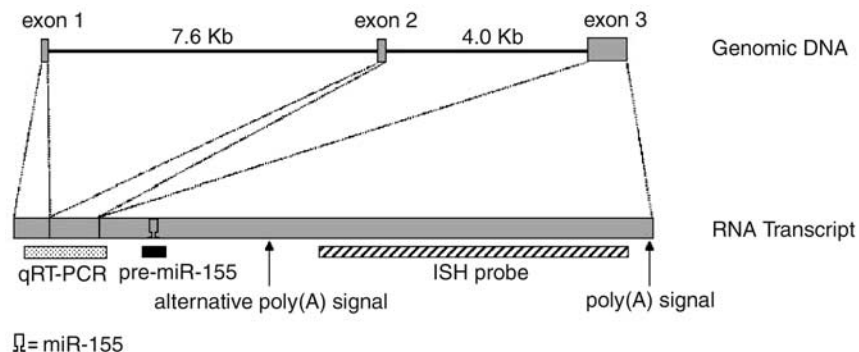 exon 1
exon 2
exon 3
7.6 Kb
4.0 Kb
Genomic DNA
RNA Transcript
qRT-PCR
pre-miR-155
ISH probe
alternative poly(A) signal
poly(A) signal
= miR-155